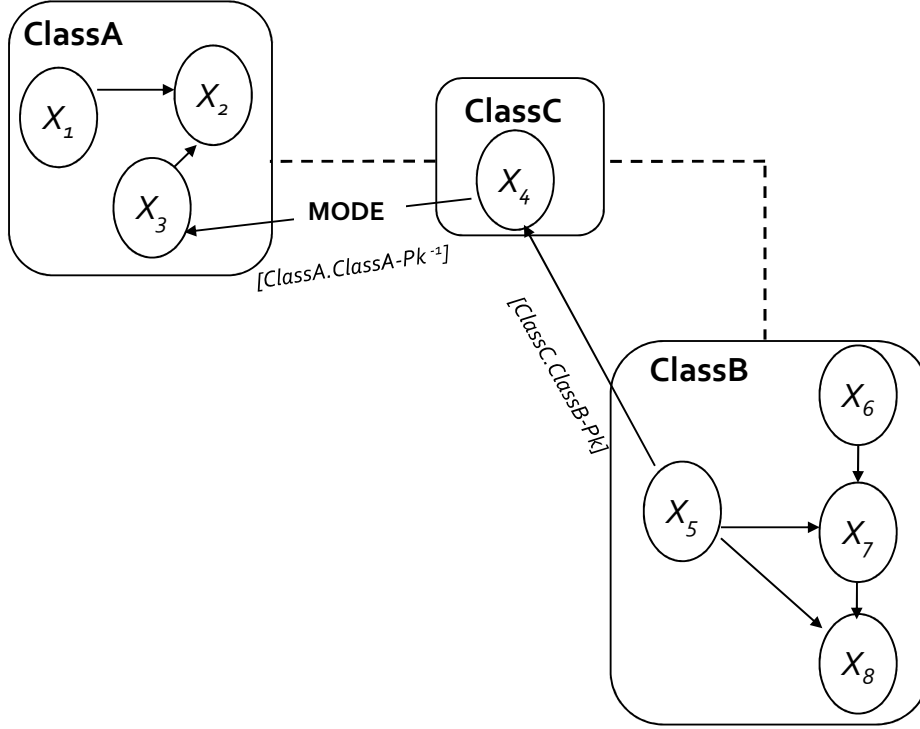 ClassA
X₁
X₂
X₃
ClassC
X₄
MODE
[ClassA.ClassA-Pk⁻¹]
[ClassC.ClassB-Pk]
ClassB
X₅
X₆
X₇
X₈